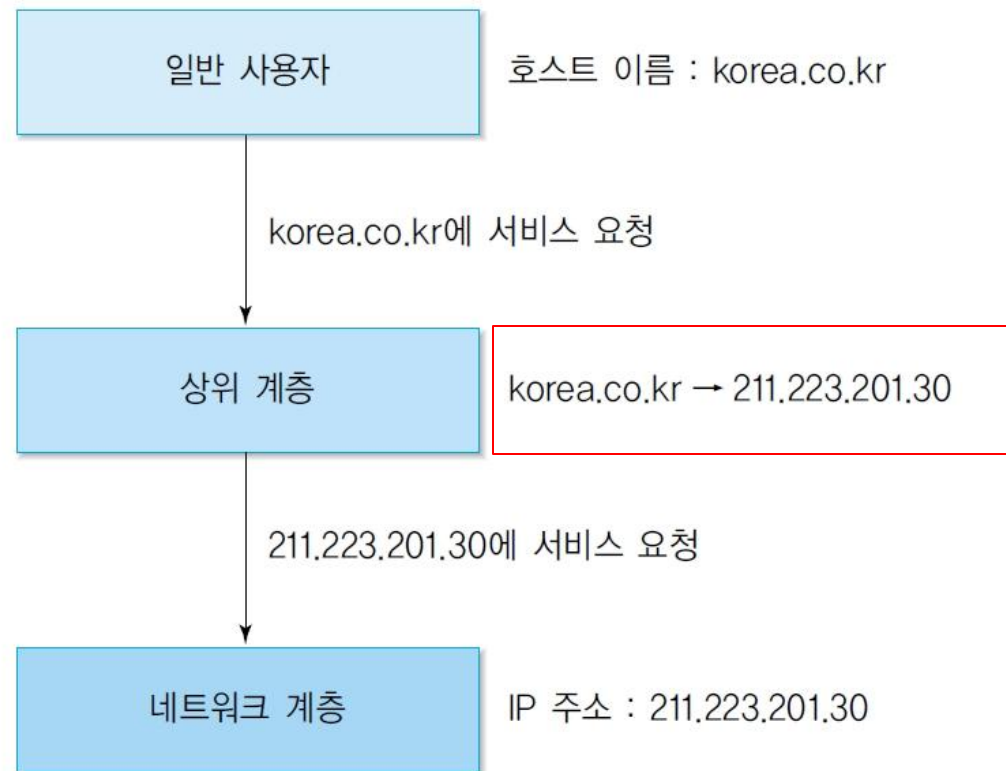 일반 사용자
호스트 이름 : korea.co.kr
korea.co.kr에 서비스 요청
상위 계층
korea.co.kr → 211.223.201.30
211.223.201.30에 서비스 요청
네트워크 계층
IP 주소 : 211.223.201.30